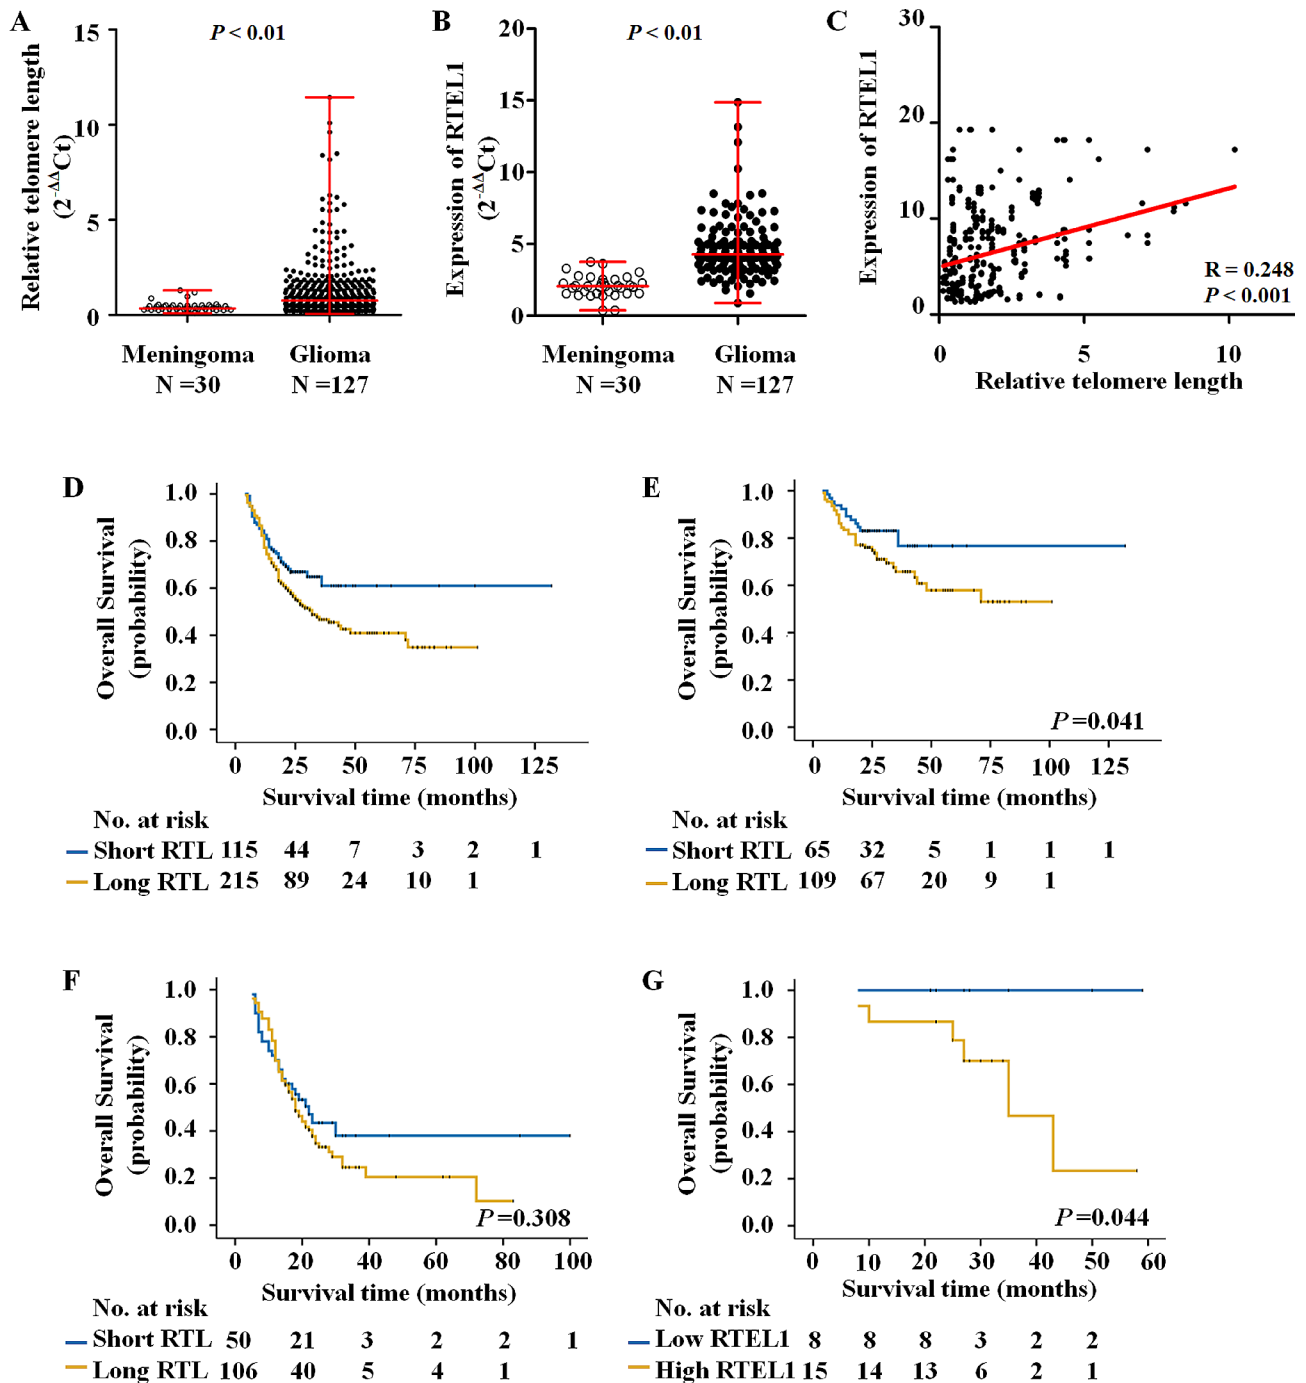 A
P < 0.01
Relative telomere length
(2^-ΔΔCt)
15
10
5
0
Meningoma
Glioma
N =30
N =127
B
P < 0.01
Expression of RTEL1
(2^-ΔΔCt)
20
15
10
5
0
Meningoma
Glioma
N =30
N =127
C
Expression of RTEL1
30
20
10
0
R = 0.248
P < 0.001
0 5 10
Relative telomere length
D
Overall Survival
(probability)
1.0
0.8
0.6
0.4
0.2
0.0
0 25 50 75 100 125
Survival time (months)
No. at risk
Short RTL 115 44 7 3 2 1
Long RTL 215 89 24 10 1
E
Overall Survival
(probability)
1.0
0.8
0.6
0.4
0.2
0.0
P =0.041
0 25 50 75 100 125
Survival time (months)
No. at risk
Short RTL 65 32 5 1 1 1
Long RTL 109 67 20 9 1
F
Overall Survival
(probability)
1.0
0.8
0.6
0.4
0.2
0.0
P =0.308
0 20 40 60 80 100
Survival time (months)
No. at risk
Short RTL 50 21 3 2 2 1
Long RTL 106 40 5 4 1
G
Overall Survival
(probability)
1.0
0.8
0.6
0.4
0.2
0.0
P =0.044
0 10 20 30 40 50 60
Survival time (months)
No. at risk
Low RTEL1 8 8 8 3 2 2
High RTEL1 15 14 13 6 2 1